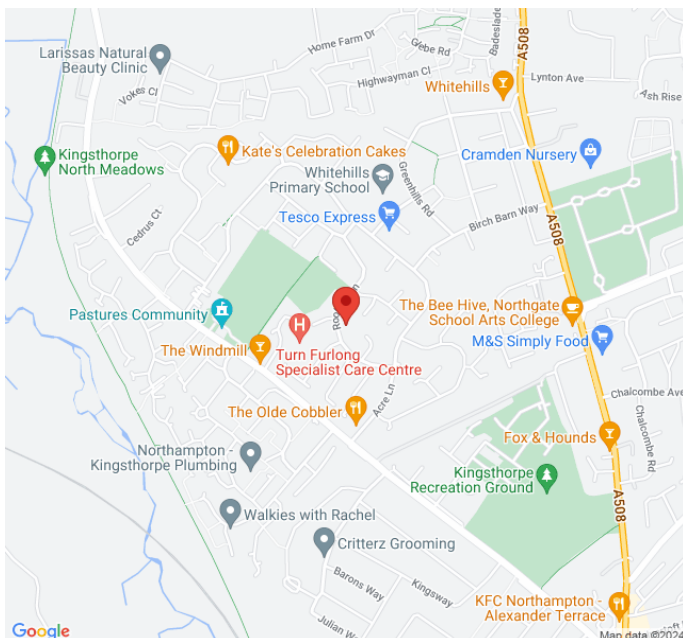 Larissas Natural
Beauty Clinic
Home Farm Dr
Glebe Rd
A508
Highwayman Cl
Lynton Ave
Vokes Cl
Whitehills
Ash Rise
Kingsthorpe
North Meadows
Kate's Celebration Cakes
Cramden Nursery
Whitehills
Primary School
Greenhills Rd
Tesco Express
Birch Barn Way
Cedrus Ct
A508
Pastures Community
The Bee Hive, Northgate
School Arts College
The Windmill
H
Turn Furlong
Specialist Care Centre
M&S Simply Food
Acre Ln
Chalcombe Ave
The Olde Cobbler
Fox & Hounds
Chalcombe Rd
Northampton -
Kingsthorpe Plumbing
Kingsthorpe
Recreation Ground
A508
Walkies with Rachel
Critterz Grooming
Barons Way
Kingsway
KFC Northampton -
Alexander Terrace
Julian
Google
Map data